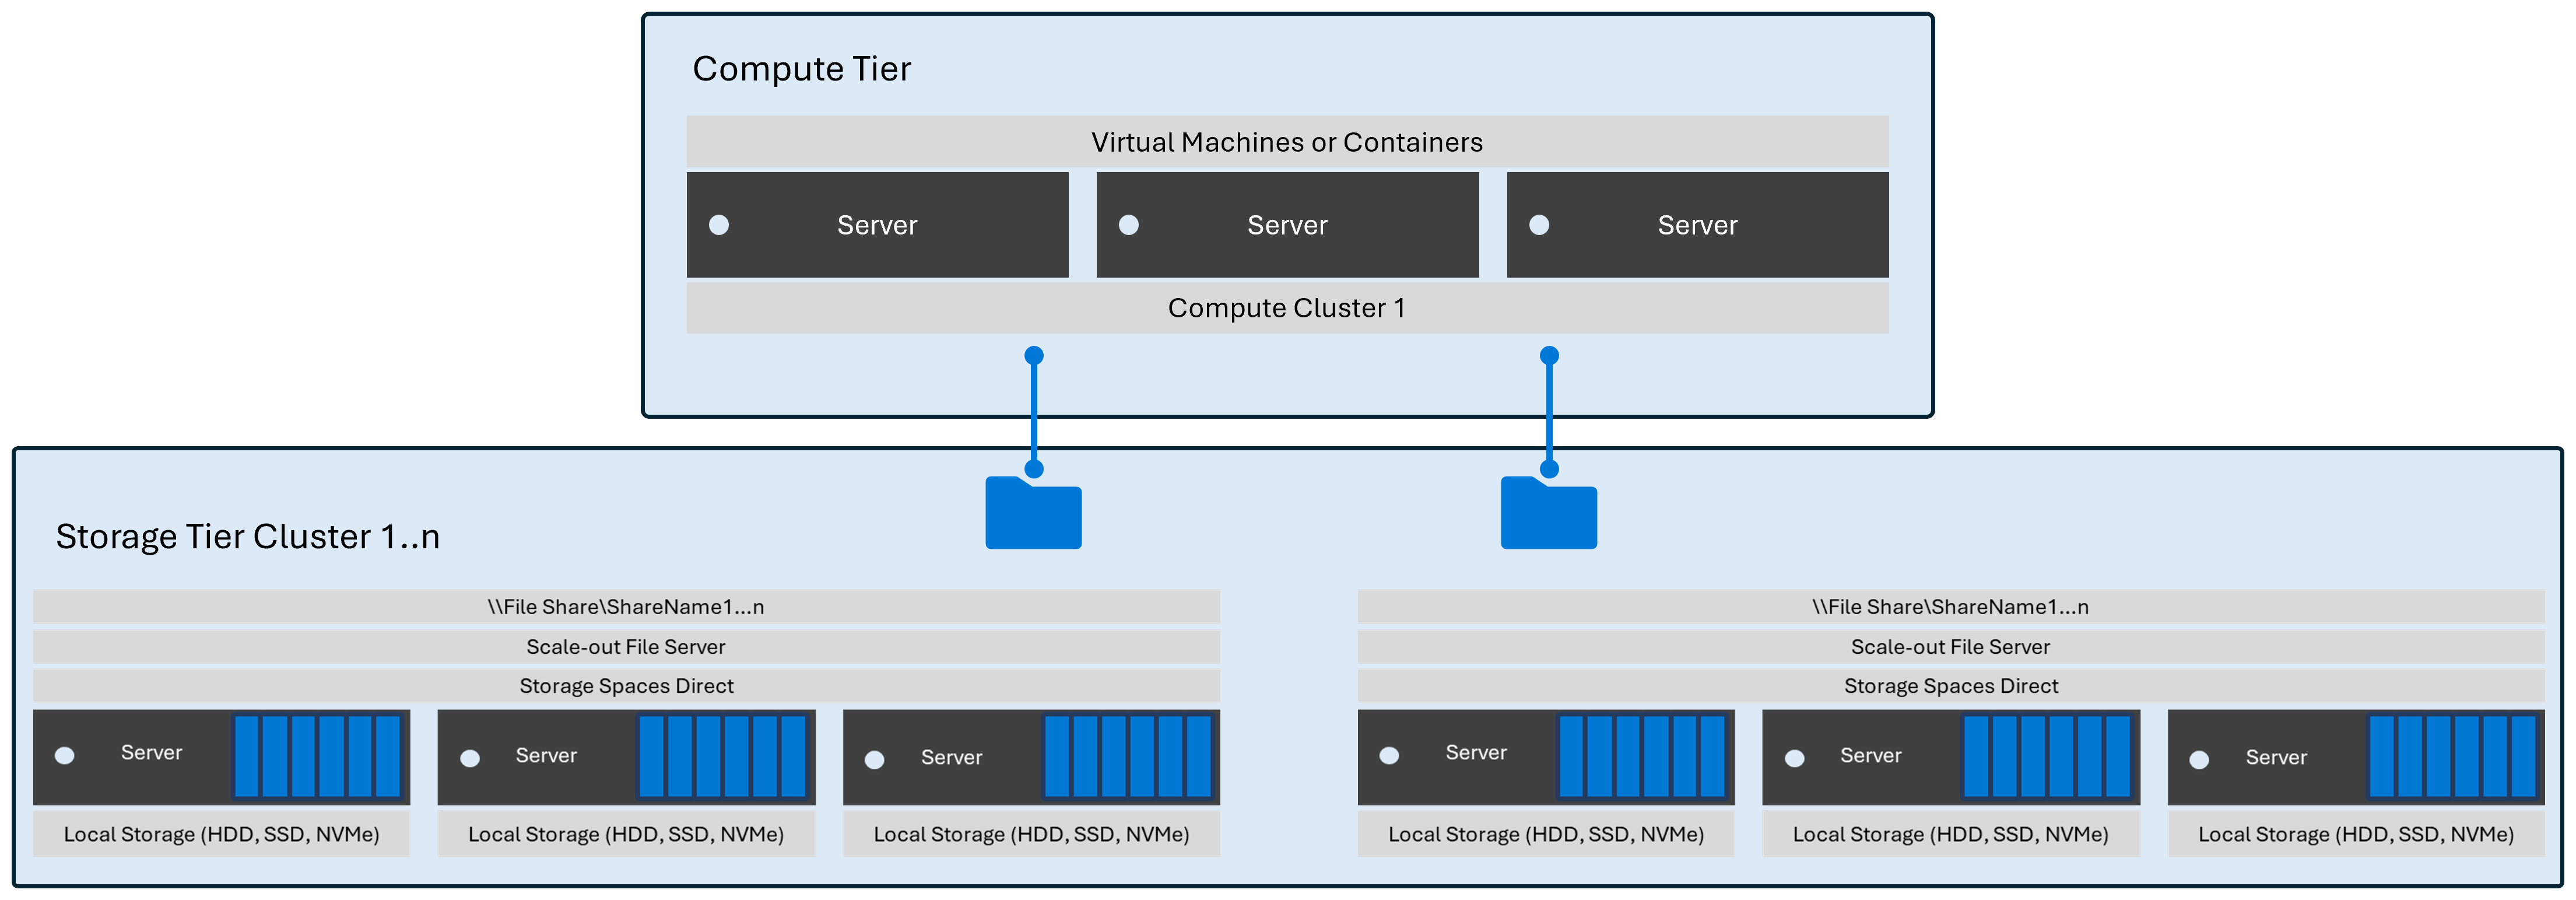 Compute Tier
Virtual Machines or Containers
Server
Server
Server
Compute Cluster 1
Storage Tier Cluster 1..n
\\File Share\ShareName1...n
Scale-out File Server
Storage Spaces Direct
Server
Server
Server
Local Storage (HDD, SSD, NVMe)
Local Storage (HDD, SSD, NVMe)
Local Storage (HDD, SSD, NVMe)
\\File Share\ShareName1...n
Scale-out File Server
Storage Spaces Direct
Server
Server
Server
Local Storage (HDD, SSD, NVMe)
Local Storage (HDD, SSD, NVMe)
Local Storage (HDD, SSD, NVMe)